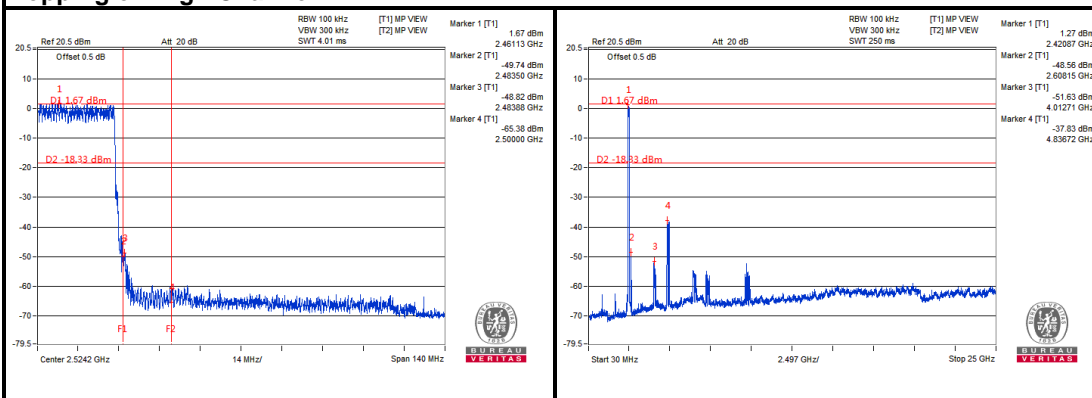 RBW 100 kHz
VBW 300 kHz
SWT 4.01 ms
[T1] MP VIEW
[T2] MP VIEW
Ref 20.5 dBm
Att 20 dB
Offset 0.5 dB
Marker 1 [T1]
1.67 dBm
2.46113 GHz
Marker 2 [T1]
-49.74 dBm
2.48350 GHz
Marker 3 [T1]
-48.82 dBm
2.48388 GHz
Marker 4 [T1]
-65.38 dBm
2.50000 GHz
20.5
10
0
-10
-20
-30
-40
-50
-60
-70
-79.5
1
D1 1.67 dBm
D2 -18.33 dBm
F1
F2
Center 2.5242 GHz
14 MHz/
Span 140 MHz
BUREAU
VERITAS
RBW 100 kHz
VBW 300 kHz
SWT 250 ms
[T1] MP VIEW
[T2] MP VIEW
Ref 20.5 dBm
Att 20 dB
Offset 0.5 dB
Marker 1 [T1]
1.27 dBm
2.42087 GHz
Marker 2 [T1]
-48.56 dBm
2.60815 GHz
Marker 3 [T1]
-51.63 dBm
4.01271 GHz
Marker 4 [T1]
-37.83 dBm
4.83672 GHz
20.5
10
0
-10
-20
-30
-40
-50
-60
-70
-79.5
1
D1 1.67 dBm
D2 -18.33 dBm
2
3
4
Start 30 MHz
2.497 GHz/
Stop 25 GHz
BUREAU
VERITAS